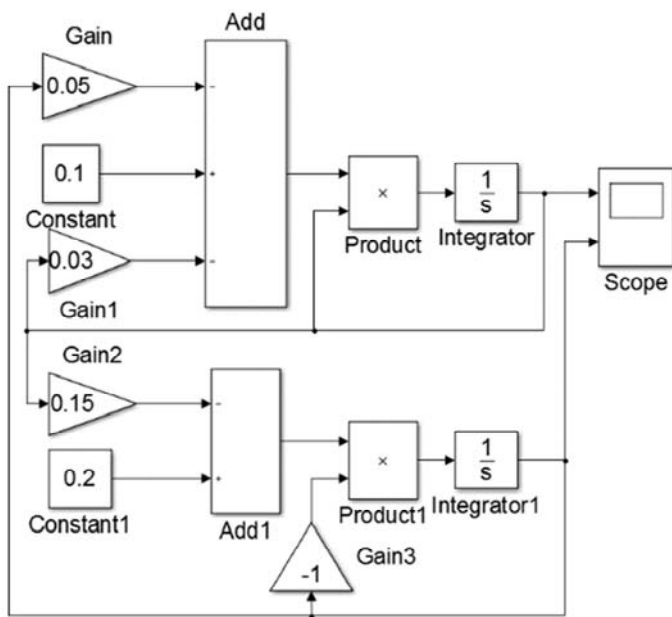 Add
Gain
0.05
-
0.1
+
×
1
s
Constant
Product
Integrator
0.03
-
Scope
Gain1
Gain2
0.15
-
×
1
s
0.2
+
Constant1
Add1
Product1
Integrator1
-1
Gain3